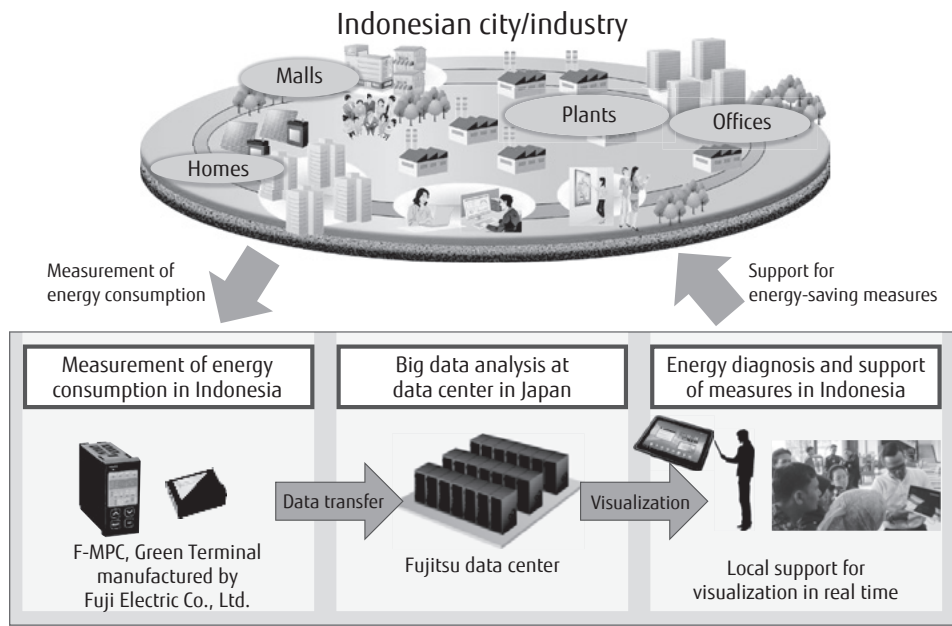 Indonesian city/industry
Malls
Plants
Offices
Homes
Measurement of
energy consumption
Support for
energy-saving measures
Measurement of energy
consumption in Indonesia
Big data analysis at
data center in Japan
Energy diagnosis and support
of measures in Indonesia
Data transfer
Visualization
F-MPC, Green Terminal
manufactured by
Fuji Electric Co., Ltd.
Fujitsu data center
Local support for
visualization in real time